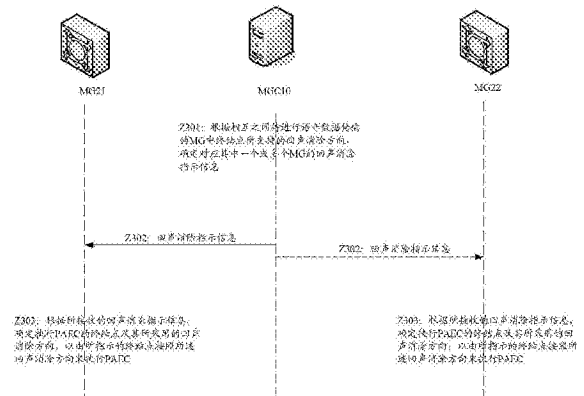 MG21
MGC10
MG22
Z301：根据相互之间待进行语音数据传输
的MG中终结点所支持的回声消除方向，
确定对应其中一个或多个MG的回声消除
指示信息
Z302：回声消除指示信息
Z302：回声消除指示信息
Z303：根据所接收的回声消除指示信息，
确定执行PAEC的终结点及其所采用的回声
消除方向，以由所指示的终结点按照所述
回声消除方向来执行PAEC
Z303：根据所接收的回声消除指示信息，
确定执行PAEC的终结点及其所采用的回
声消除方向，以由所指示的终结点按照所
述回声消除方向来执行PAEC